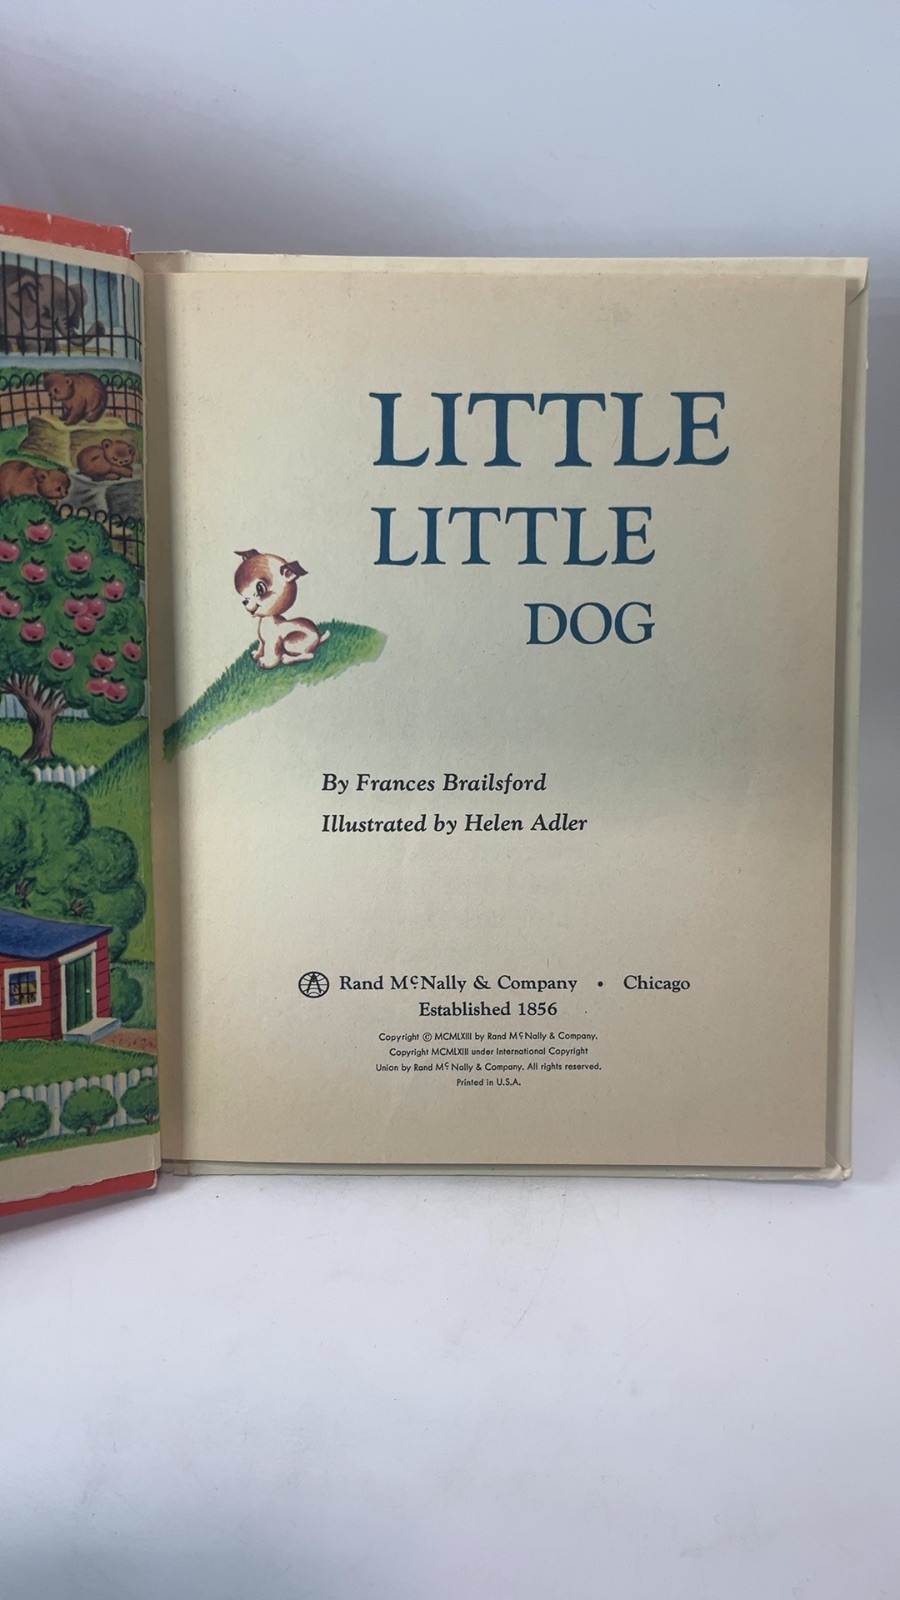 LITTLE
LITTLE
DOG
By Frances Brailsford
Illustrated by Helen Adler
Rand McNally & Company • Chicago
Established 1856
Copyright © MCMLXIII by Rand McNally & Company.
Copyright MCMLXIII under International Copyright
Union by Rand McNally & Company. All rights reserved.
Printed in U.S.A.